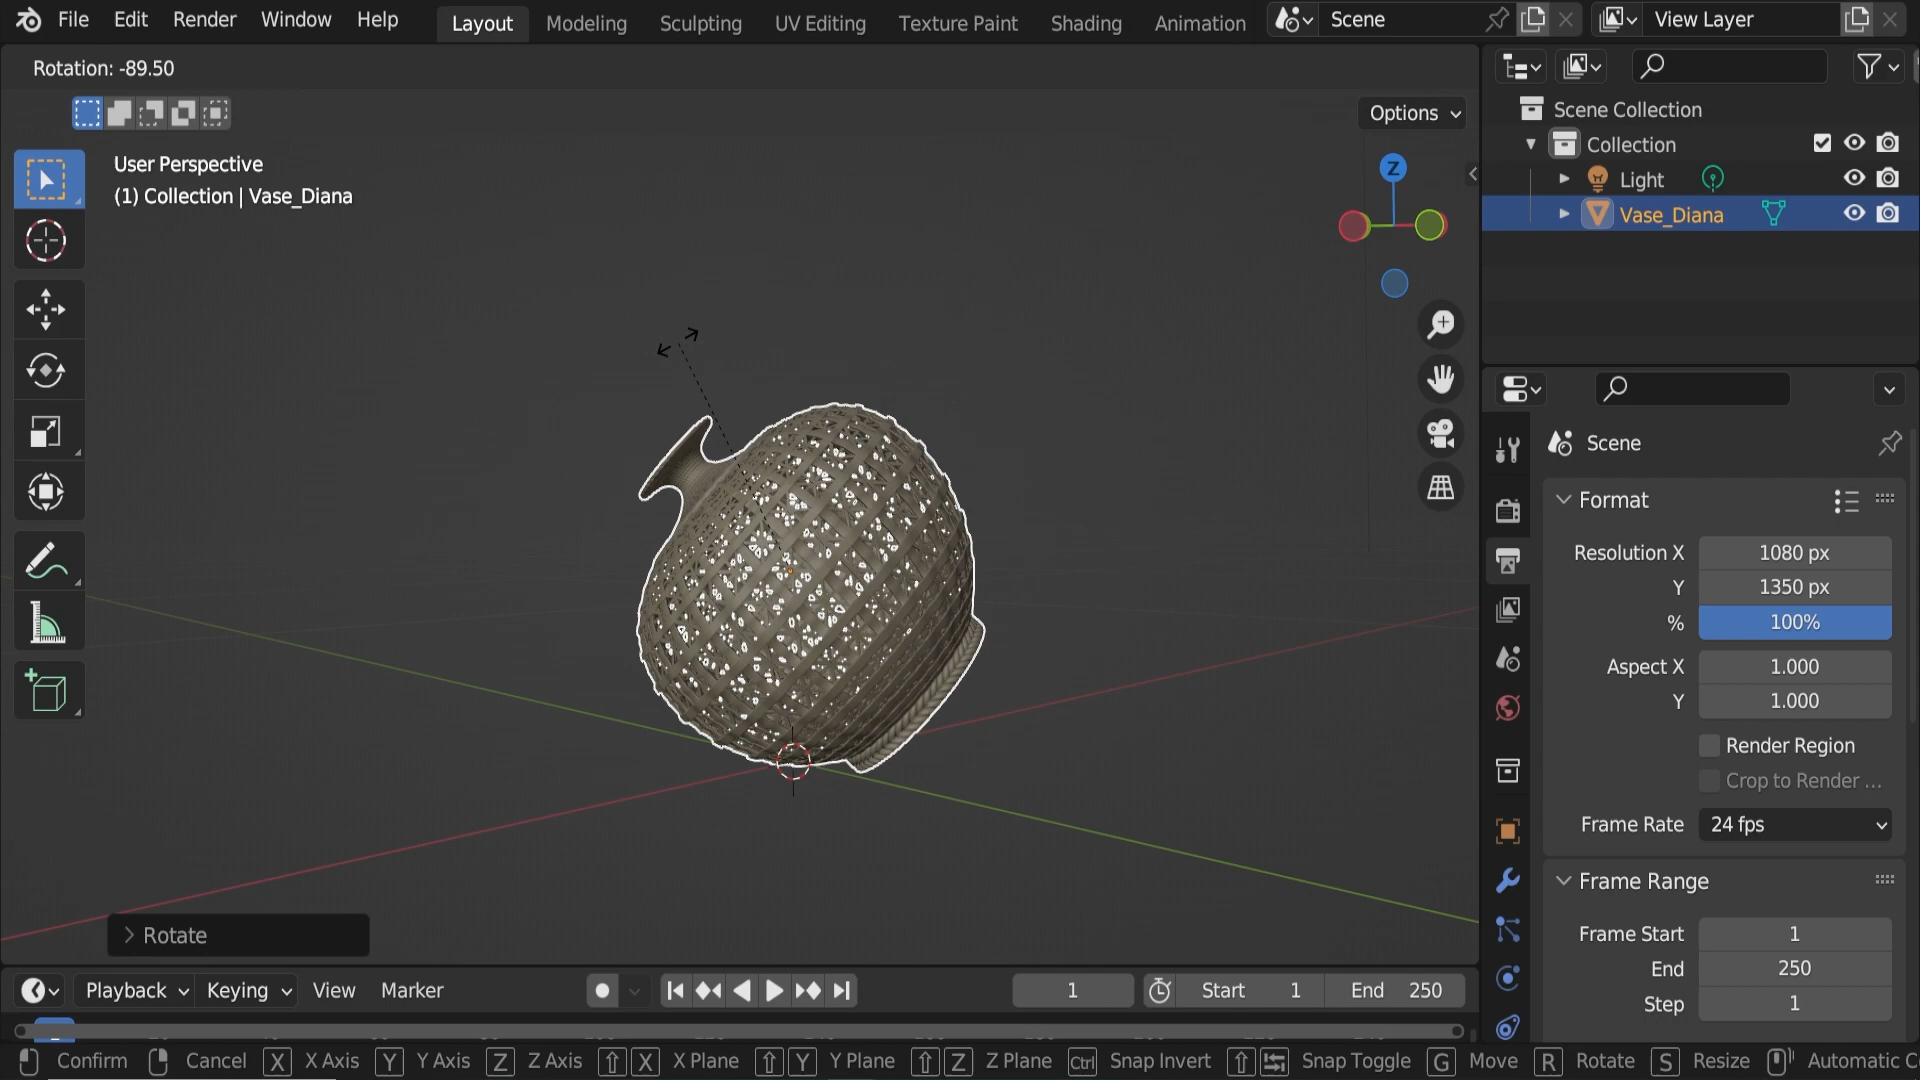 File Edit Render Window Help Layout Modeling Sculpting UV Editing Texture Paint Shading Animation Scene View Layer
Rotation: -89.50
Options
User Perspective
(1) Collection | Vase_Diana
Z
Scene Collection
Collection
Light
Vase_Diana
Scene
Format
Resolution X 1080 px
Y 1350 px
% 100%
Aspect X 1.000
Y 1.000
Render Region
Crop to Render ...
Frame Rate 24 fps
Frame Range
Frame Start 1
End 250
Step 1
Rotate
Playback Keying View Marker 1 Start 1 End 250
Confirm Cancel X X Axis Y Y Axis Z Z Axis X X Plane Y Y Plane Z Z Plane Ctrl Snap Invert Snap Toggle G Move R Rotate S Resize Automatic C